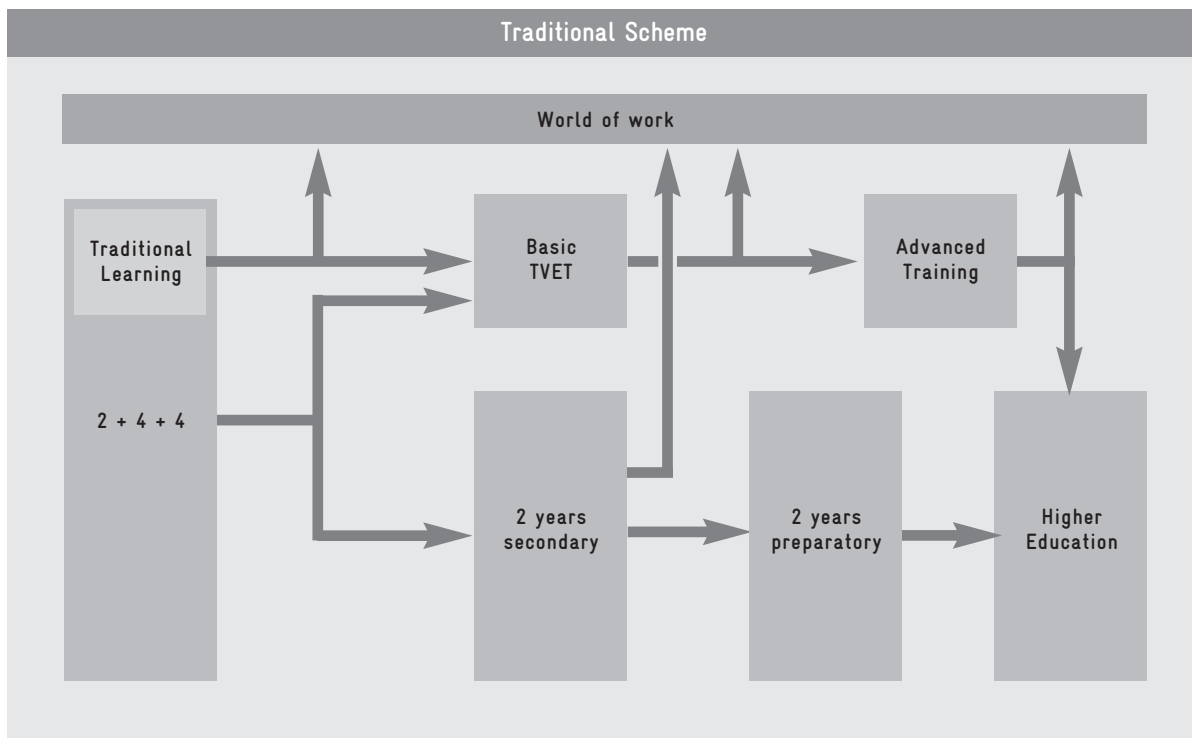 Traditional Scheme
World of work
Traditional
Learning
Basic
TVET
Advanced
Training
2 + 4 + 4
2 years
secondary
2 years
preparatory
Higher
Education